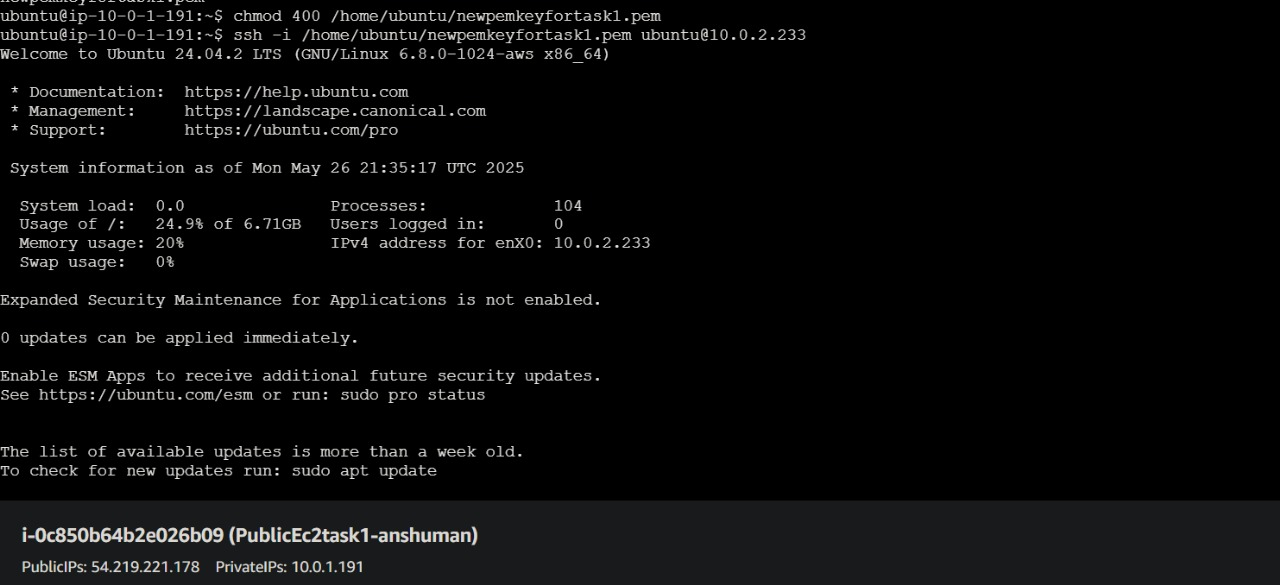 newpemkeyfortask1.pem
ubuntu@ip-10-0-1-191:~$ chmod 400 /home/ubuntu/newpemkeyfortask1.pem
ubuntu@ip-10-0-1-191:~$ ssh -i /home/ubuntu/newpemkeyfortask1.pem ubuntu@10.0.2.233
Welcome to Ubuntu 24.04.2 LTS (GNU/Linux 6.8.0-1024-aws x86_64)
* Documentation: https://help.ubuntu.com
* Management: https://landscape.canonical.com
* Support: https://ubuntu.com/pro
System information as of Mon May 26 21:35:17 UTC 2025
System load: 0.0 Processes: 104
Usage of /: 24.9% of 6.71GB Users logged in: 0
Memory usage: 20% IPv4 address for enX0: 10.0.2.233
Swap usage: 0%
Expanded Security Maintenance for Applications is not enabled.
0 updates can be applied immediately.
Enable ESM Apps to receive additional future security updates.
See https://ubuntu.com/esm or run: sudo pro status
The list of available updates is more than a week old.
To check for new updates run: sudo apt update
i-0c850b64b2e026b09 (PublicEc2task1-anshuman)
PublicIPs: 54.219.221.178 PrivateIPs: 10.0.1.191